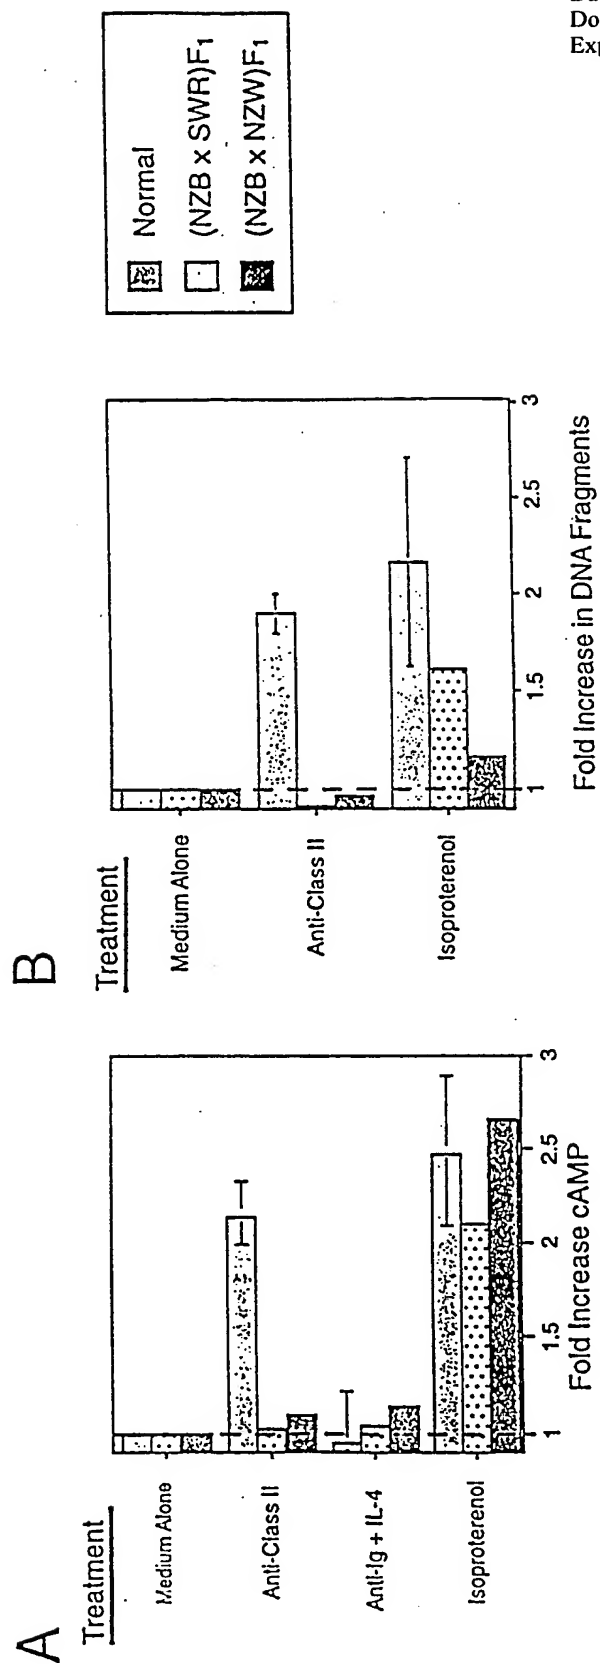 Do
Exp
Normal
(NZB x SWR)F1
(NZB x NZW)F1
B
Treatment
Medium Alone
Anti-Class II
Isoproterenol
1
1.5
2
2.5
3
Fold Increase in DNA Fragments
A
Treatment
Medium Alone
Anti-Class II
Anti-Ig + IL-4
Isoproterenol
1
1.5
2
2.5
3
Fold Increase cAMP